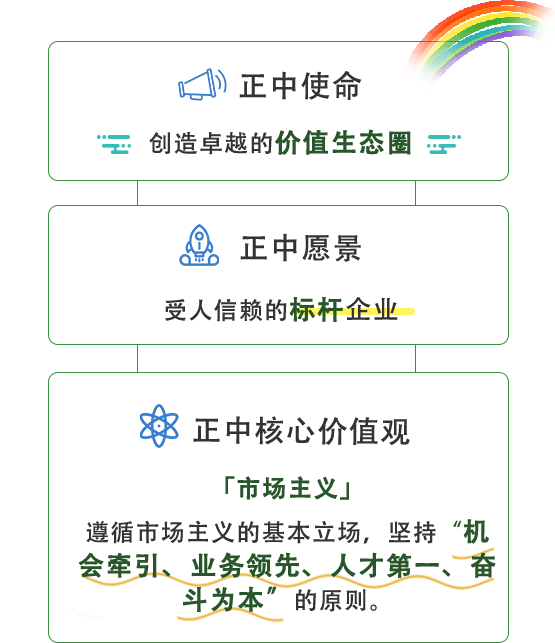 正中使命
创造卓越的价值生态圈
正中愿景
受人信赖的标杆企业
正中核心价值观
「市场主义」
遵循市场主义的基本立场，坚持“机
会牵引、业务领先、人才第一、奋
斗为本”的原则。